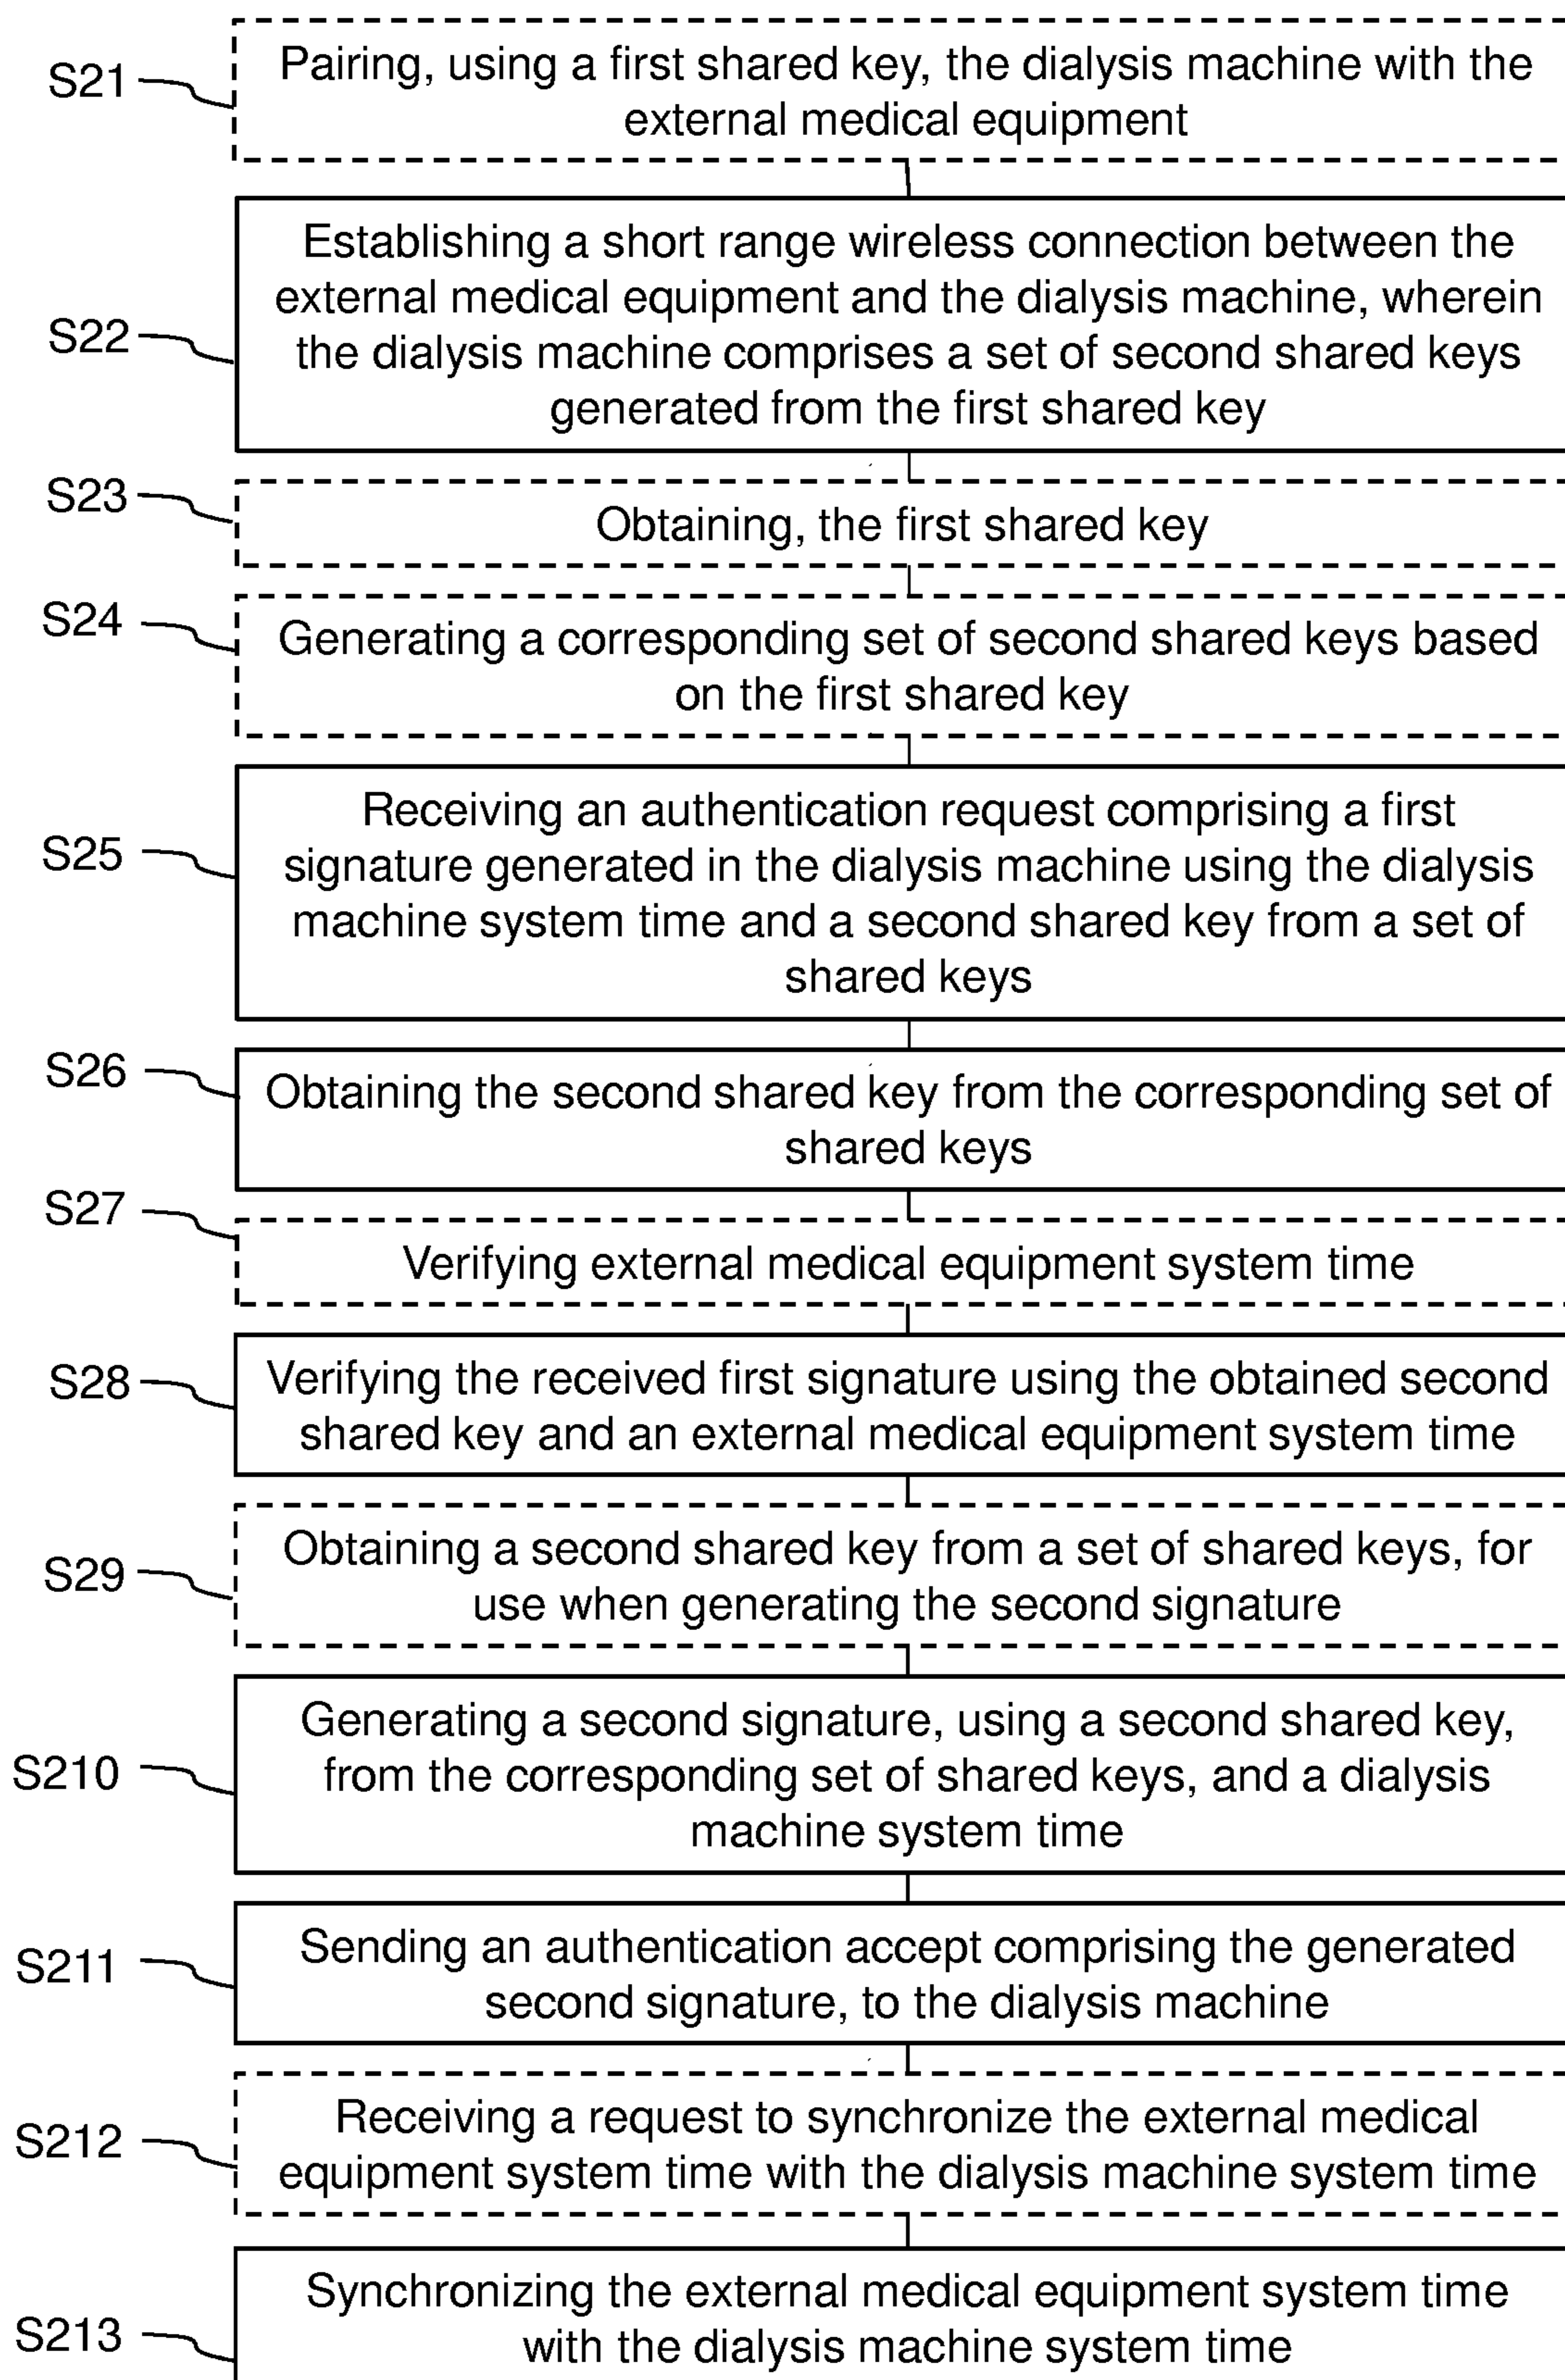 S21
Pairing, using a first shared key, the dialysis machine with the
external medical equipment
S22
Establishing a short range wireless connection between the
external medical equipment and the dialysis machine, wherein
the dialysis machine comprises a set of second shared keys
generated from the first shared key
S23
Obtaining, the first shared key
S24
Generating a corresponding set of second shared keys based
on the first shared key
S25
Receiving an authentication request comprising a first
signature generated in the dialysis machine using the dialysis
machine system time and a second shared key from a set of
shared keys
S26
Obtaining the second shared key from the corresponding set of
shared keys
S27
Verifying external medical equipment system time
S28
Verifying the received first signature using the obtained second
shared key and an external medical equipment system time
S29
Obtaining a second shared key from a set of shared keys, for
use when generating the second signature
S210
Generating a second signature, using a second shared key,
from the corresponding set of shared keys, and a dialysis
machine system time
S211
Sending an authentication accept comprising the generated
second signature, to the dialysis machine
S212
Receiving a request to synchronize the external medical
equipment system time with the dialysis machine system time
S213
Synchronizing the external medical equipment system time
with the dialysis machine system time